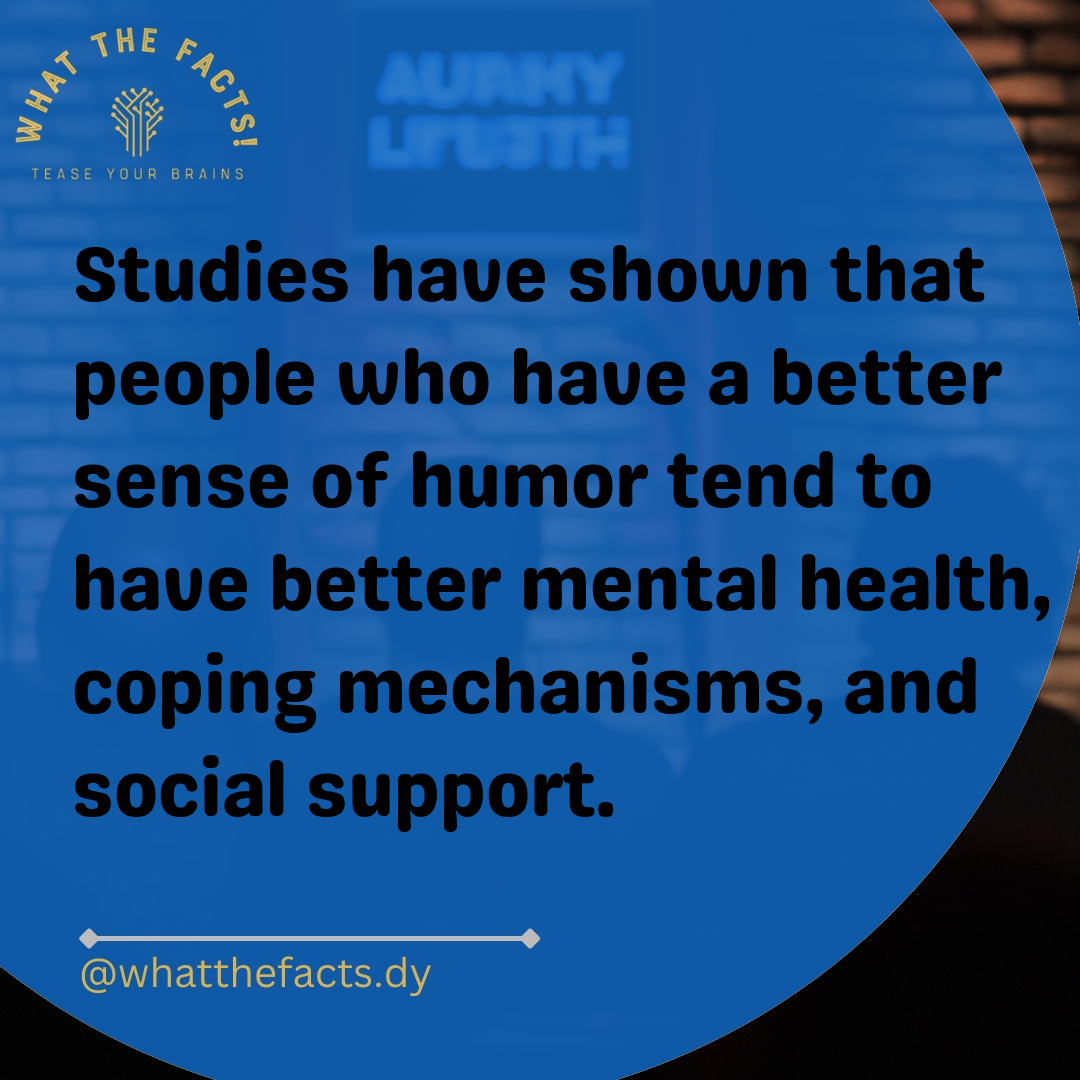 WHAT THE FACTS!
TEASE YOUR BRAINS
Studies have shown that
people who have a better
sense of humor tend to
have better mental health,
coping mechanisms, and
social support.
@whatthefacts.dy